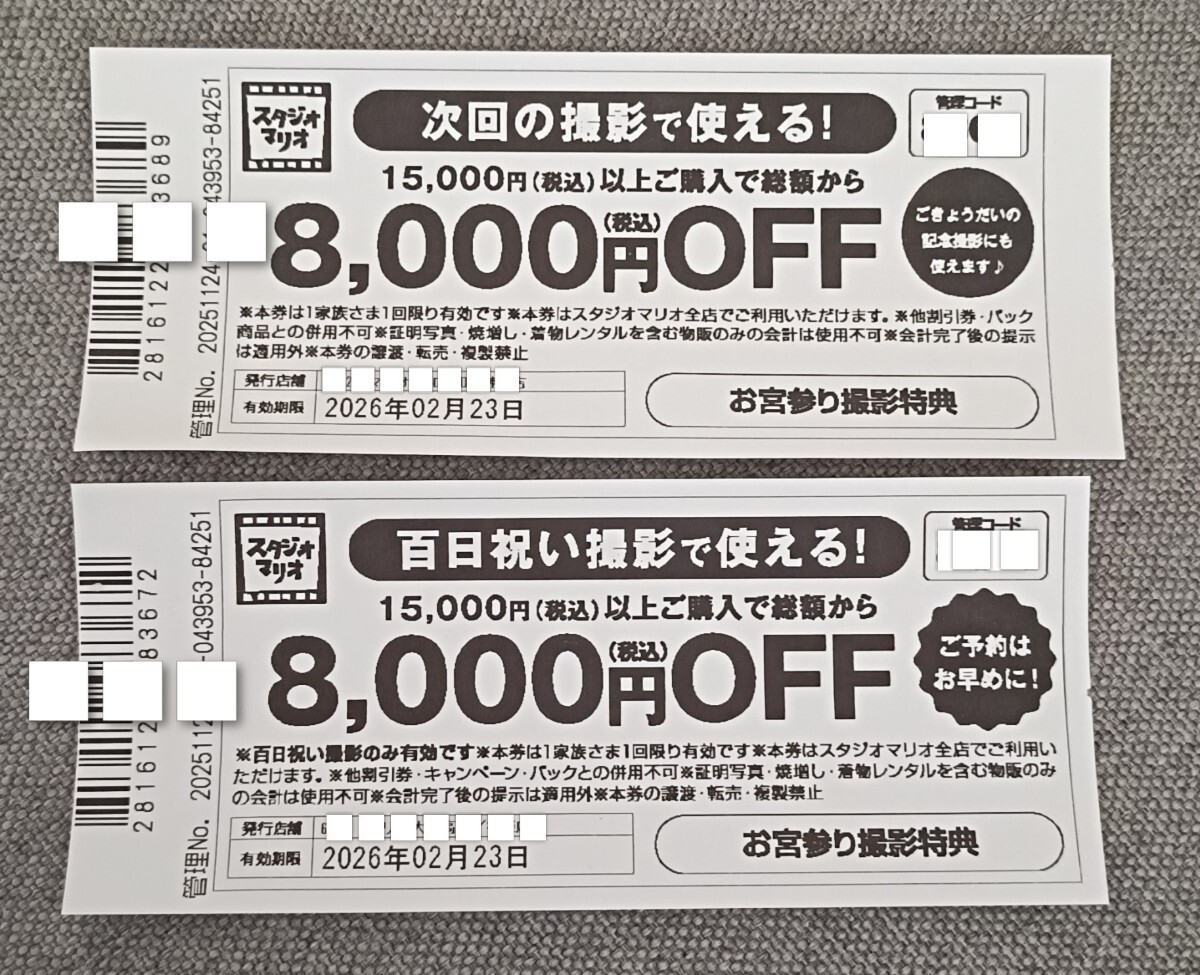 スタジオ
マリオ
次回の撮影で使える!
管理コード
15,000円(税込)以上ご購入で総額から
8,000円(税込)OFF
ごきょうだいの
記念撮影にも
使えます♪
※本券は1家族さま1回限り有効です※本券はスタジオマリオ全店でご利用いただけます。※他割引券・パック
商品との併用不可※証明写真・焼増し・着物レンタルを含む物販のみの会計は使用不可※会計完了後の提示
は適用外※本券の譲渡・転売・複製禁止
発行店舗
有効期限 2026年02月23日
お宮参り撮影特典
スタジオ
マリオ
百日祝い撮影で使える!
管理コード
15,000円(税込)以上ご購入で総額から
8,000円(税込)OFF
ご予約は
お早めに!
※百日祝い撮影のみ有効です※本券は1家族さま1回限り有効です※本券はスタジオマリオ全店でご利用い
ただけます。※他割引券・キャンペーン・パックとの併用不可※証明写真・焼増し・着物レンタルを含む物販のみ
の会計は使用不可※会計完了後の提示は適用外※本券の譲渡・転売・複製禁止
発行店舗
有効期限 2026年02月23日
お宮参り撮影特典